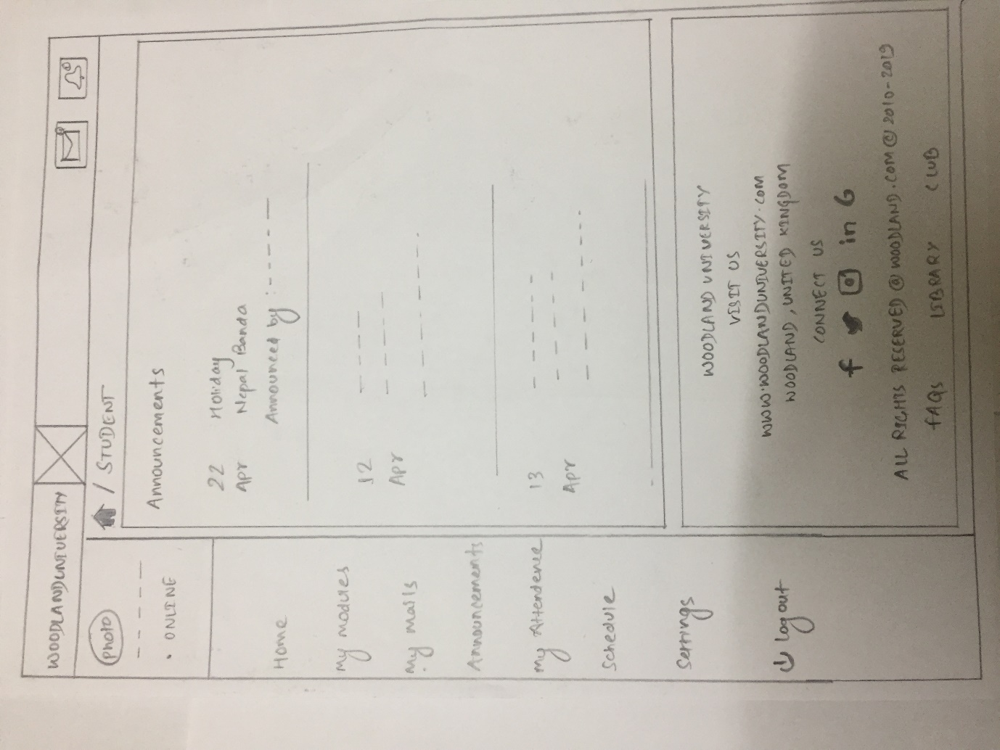 WOODLANDUNIVERSITY
photo
. ONLINE
Home
My modules
My mails
Announcements
My Attendence
Schedule
Settings
Logout
/ STUDENT
Announcements
22 Holiday
Apr Nepal Banda
Announced by :
12
Apr
13
Apr
WOODLAND UNIVERSITY
VISIT US
WWW.WOODLANDUNIVERSITY.COM
WOODLAND, UNITED KINGDOM
CONNECT US
f in G
ALL RIGHTS RESERVED @ WOODLAND.COM © 2010-2019
FAQs LIBRARY CLUB